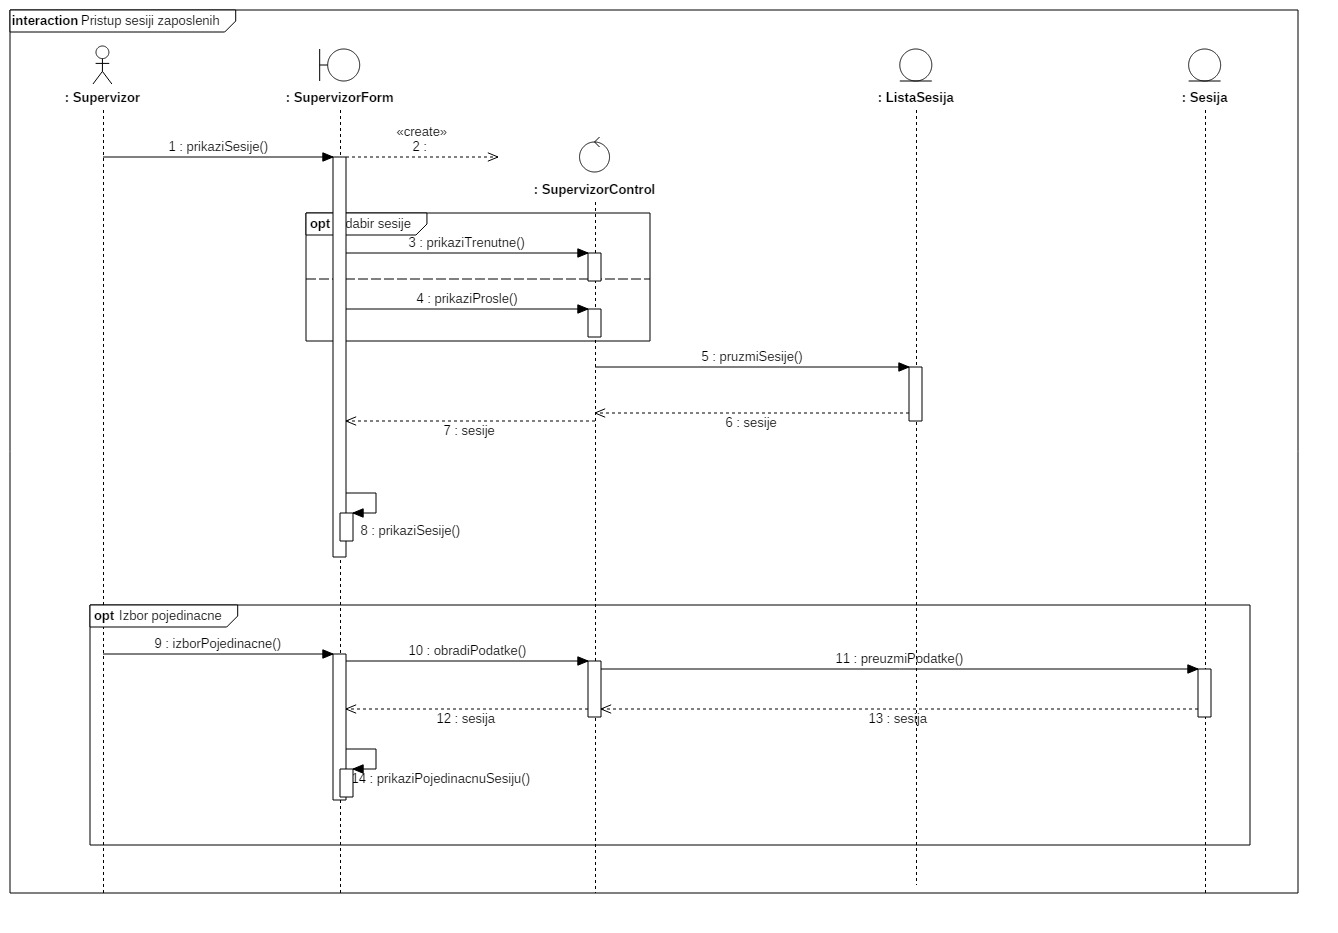 interaction Pristup sesiji zaposlenih
: Supervizor
: SupervizorForm
: ListaSesija
: Sesija
«create»
1 : prikaziSesije()
2 :
: SupervizorControl
opt dabir sesije
3 : prikaziTrenutne()
4 : prikaziProsle()
5 : pruzmiSesije()
6 : sesije
7 : sesije
8 : prikaziSesije()
opt Izbor pojedinacne
9 : izborPojedinacne()
10 : obradiPodatke()
11 : preuzmiPodatke()
12 : sesija
13 : sesija
14 : prikaziPojedinacnuSesiju()